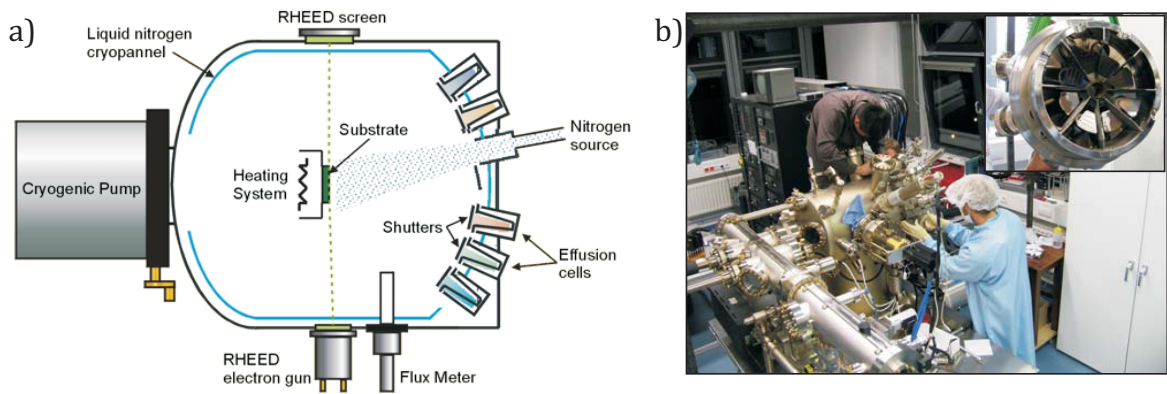 a)
RHEED screen
Liquid nitrogen
cryopannel
Substrate
Nitrogen
source
Heating
System
Cryogenic Pump
Shutters
Effusion
cells
RHEED
electron gun
Flux Meter
b)